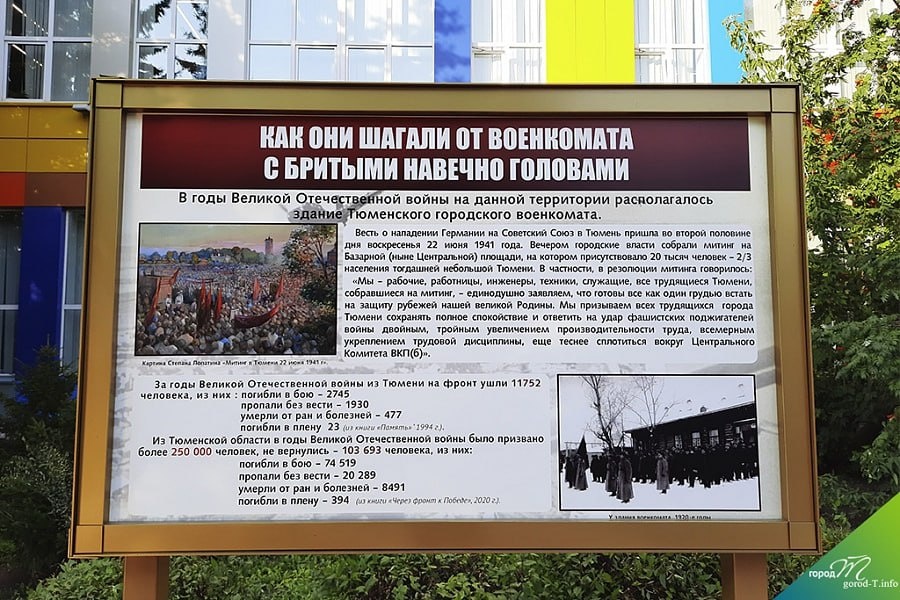 КАК ОНИ ШАГАЛИ ОТ ВОЕНКОМАТА
С БРИТЫМИ НАВЕЧНО ГОЛОВАМИ
В годы Великой Отечественной войны на данной территории располагалось
здание Тюменского городского военкомата.
Весть о нападении Германии на Советский Союз в Тюмень пришла во второй половине
дня воскресенья 22 июня 1941 года. Вечером городские власти собрали митинг на
Базарной (ныне Центральной) площади, на котором присутствовало 20 тысяч человек – 2/3
населения тогдашней небольшой Тюмени. В частности, в резолюции митинга говорилось:
«Мы – рабочие, работницы, инженеры, техники, служащие, все трудящиеся Тюмени,
собравшиеся на митинг, – единодушно заявляем, что готовы все как один грудью встать
на защиту рубежей нашей великой Родины. Мы призываем всех трудящихся города
Тюмени сохранять полное спокойствие и ответить на удар фашистских поджигателей
войны двойным, тройным увеличением производительности труда, всемерным
укреплением трудовой дисциплины, еще теснее сплотиться вокруг Центрального
Комитета ВКП(б)».
Картина Степана Лопатина «Митинг в Тюмени 22 июня 1941 г».
За годы Великой Отечественной войны из Тюмени на фронт ушли 11752
человека, из них : погибли в бою – 2745
пропали без вести – 1930
умерли от ран и болезней – 477
погибли в плену 23 (из книги «Память» 1994 г.).
Из Тюменской области в годы Великой Отечественной войны было призвано
более 250 000 человек, не вернулись – 103 693 человека, из них:
погибли в бою – 74 519
пропали без вести – 20 289
умерли от ран и болезней – 8491
погибли в плену – 394 (из книги «Через фронт к Победе», 2020 г.).
У здания военкомата. 1920-е годы
город Т
gorod-T.info